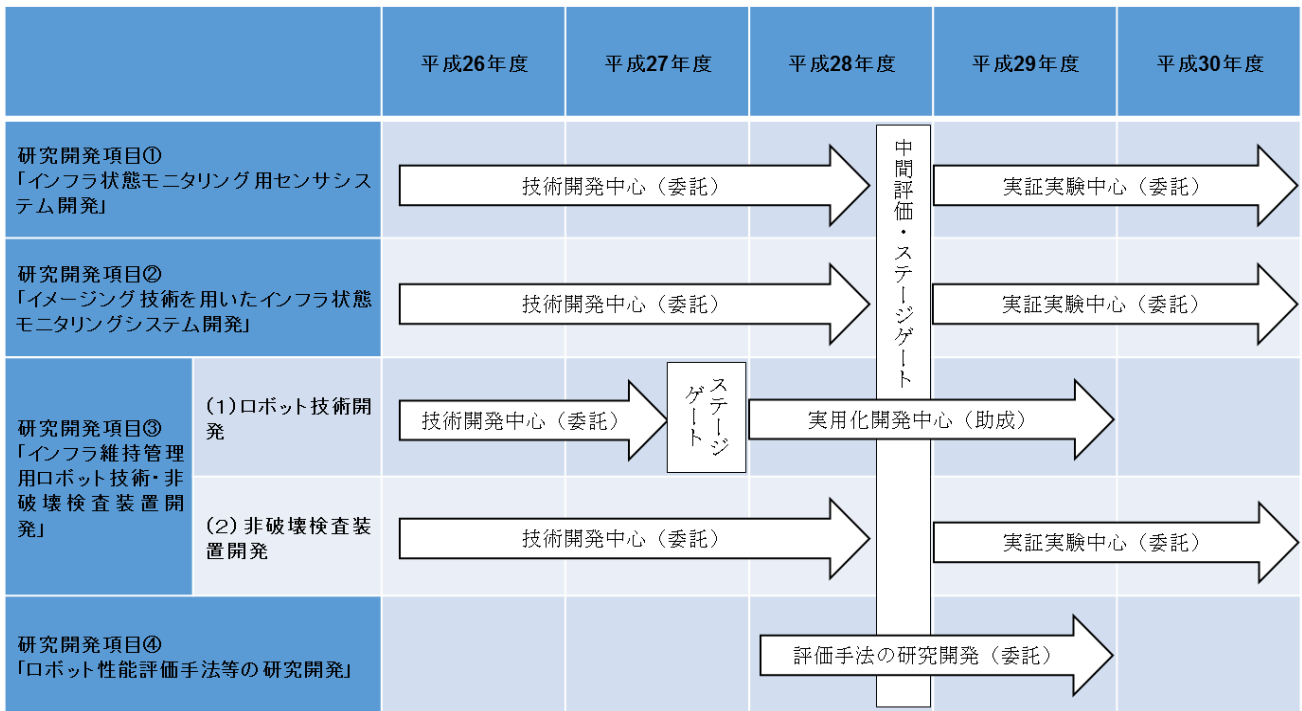 平成26年度
平成27年度
平成28年度
平成29年度
平成30年度
研究開発項目①
「インフラ状態モニタリング用センサシス
テム開発」
技術開発中心（委託）
中間評価・ステージゲート
実証実験中心（委託）
研究開発項目②
「イメージング技術を用いたインフラ状態
モニタリングシステム開発」
技術開発中心（委託）
実証実験中心（委託）
研究開発項目③
「インフラ維持管理
用ロボット技術・非
破壊検査装置開
発」
(1)ロボット技術開
発
技術開発中心（委託）
ステージ
ゲート
実用化開発中心（助成）
(2)非破壊検査装
置開発
技術開発中心（委託）
実証実験中心（委託）
研究開発項目④
「ロボット性能評価手法等の研究開発」
評価手法の研究開発（委託）